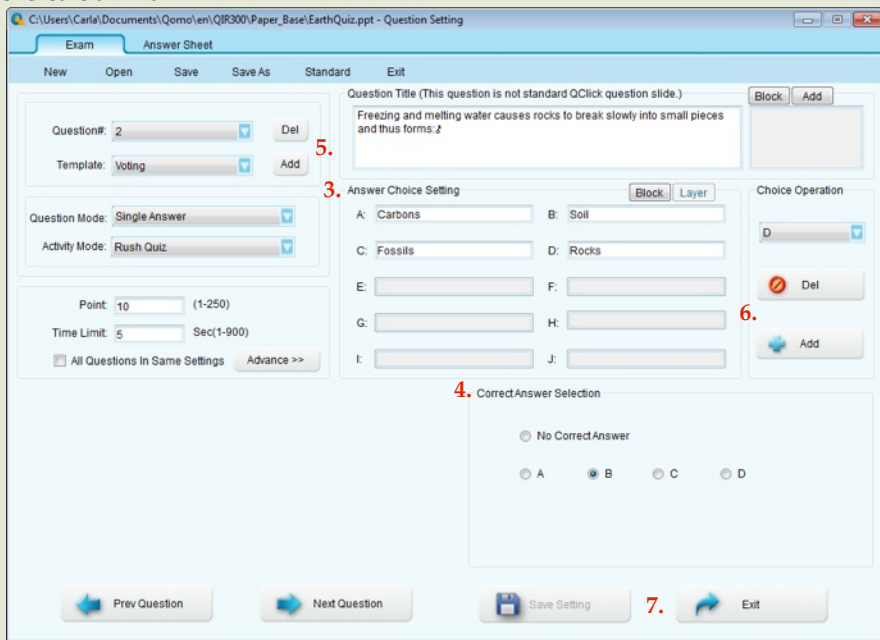 C:\Users\Carla\Documents\Qomo\en\QIR300\Paper_Base\EarthQuiz.ppt - Question Setting
Exam Answer Sheet
New Open Save Save As Standard Exit
Question#: 2 Del
Template: Voting Add
5.
Question Title (This question is not standard QClick question slide.) Block Add
Freezing and melting water causes rocks to break slowly into small pieces
and thus forms:
Question Mode: Single Answer
Activity Mode: Rush Quiz
3. Answer Choice Setting Block Layer
A: Carbons B: Soil
C: Fossils D: Rocks
E: F:
G: H:
I: J:
Choice Operation
D
Del
6.
Add
Point: 10 (1-250)
Time Limit: 5 Sec(1-900)
All Questions In Same Settings Advance >>
4. Correct Answer Selection
No Correct Answer
A B C D
Prev Question Next Question Save Setting 7. Exit